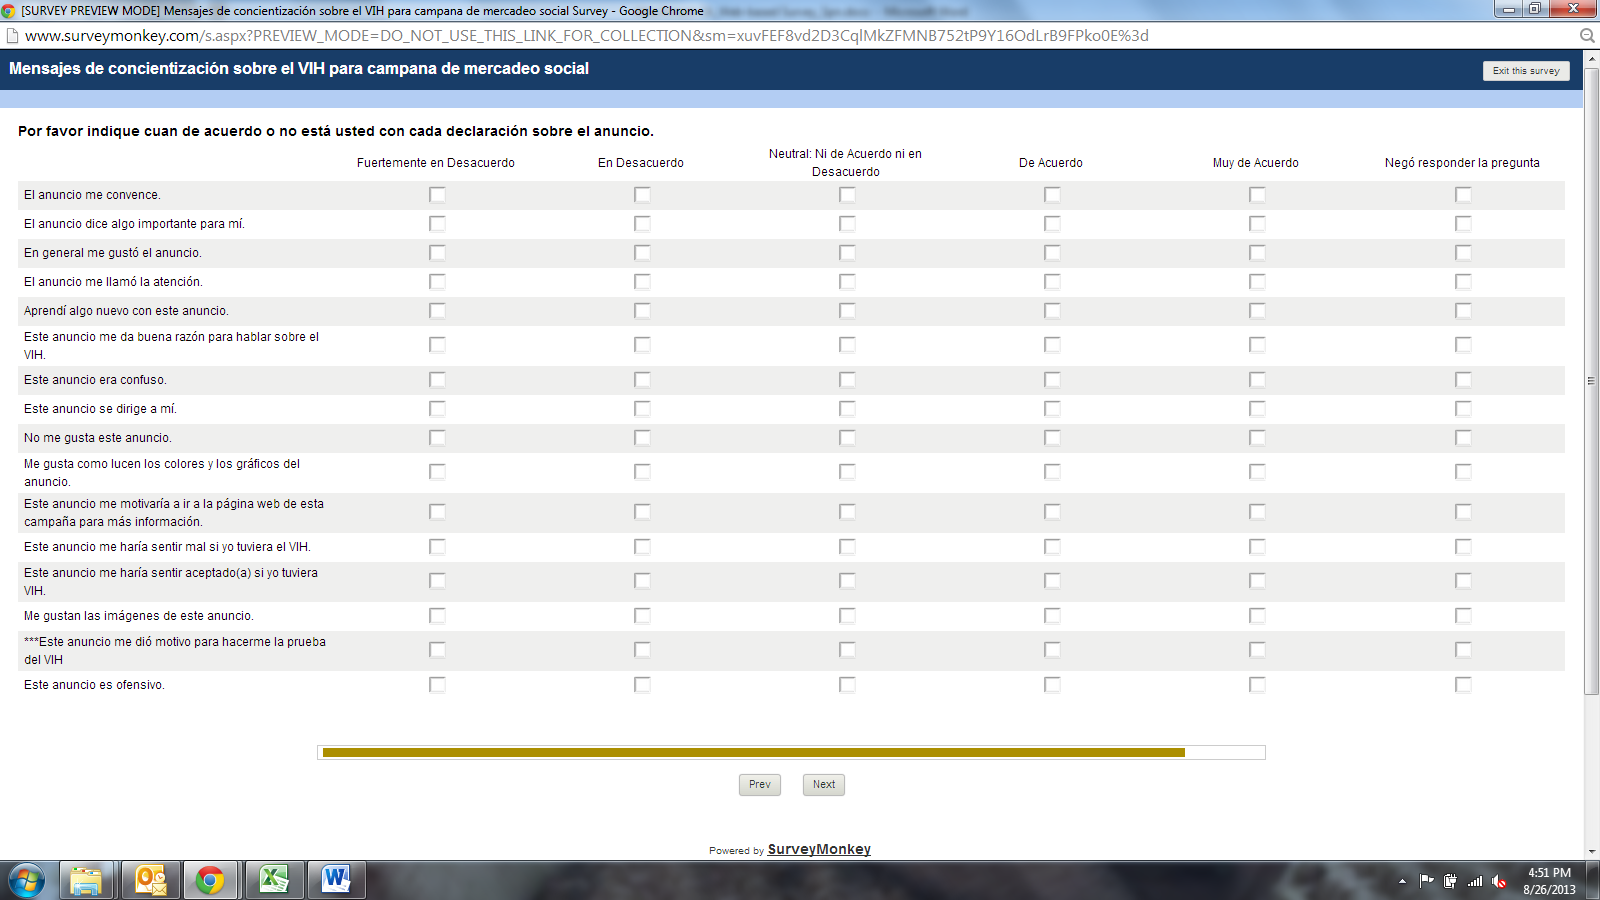 [SURVEY PREVIEW MODE] Mensajes de concientización sobre el VIH para campana de mercadeo social Survey - Google Chrome
www.surveymonkey.com/s.aspx?PREVIEW_MODE=DO_NOT_USE_THIS_LINK_FOR_COLLECTION&sm=xuvFEF8vd2D3CqlMkZFMNB752tP9Y16OdLrB9FPko0E%3d
Mensajes de concientización sobre el VIH para campana de mercadeo social
Exit this survey
Por favor indique cuan de acuerdo o no está usted con cada declaración sobre el anuncio.
Fuertemente en Desacuerdo
En Desacuerdo
Neutral: Ni de Acuerdo ni en
Desacuerdo
De Acuerdo
Muy de Acuerdo
Negó responder la pregunta
El anuncio me convence.
El anuncio dice algo importante para mí.
En general me gustó el anuncio.
El anuncio me llamó la atención.
Aprendí algo nuevo con este anuncio.
Este anuncio me da buena razón para hablar sobre el
VIH.
Este anuncio era confuso.
Este anuncio se dirige a mí.
No me gusta este anuncio.
Me gusta como lucen los colores y los gráficos del
anuncio.
Este anuncio me motivaría a ir a la página web de esta
campaña para más información.
Este anuncio me haría sentir mal si yo tuviera el VIH.
Este anuncio me haría sentir aceptado(a) si yo tuviera
VIH.
Me gustan las imágenes de este anuncio.
***Este anuncio me dió motivo para hacerme la prueba
del VIH
Este anuncio es ofensivo.
Prev
Next
Powered by SurveyMonkey
4:51 PM
8/26/2013